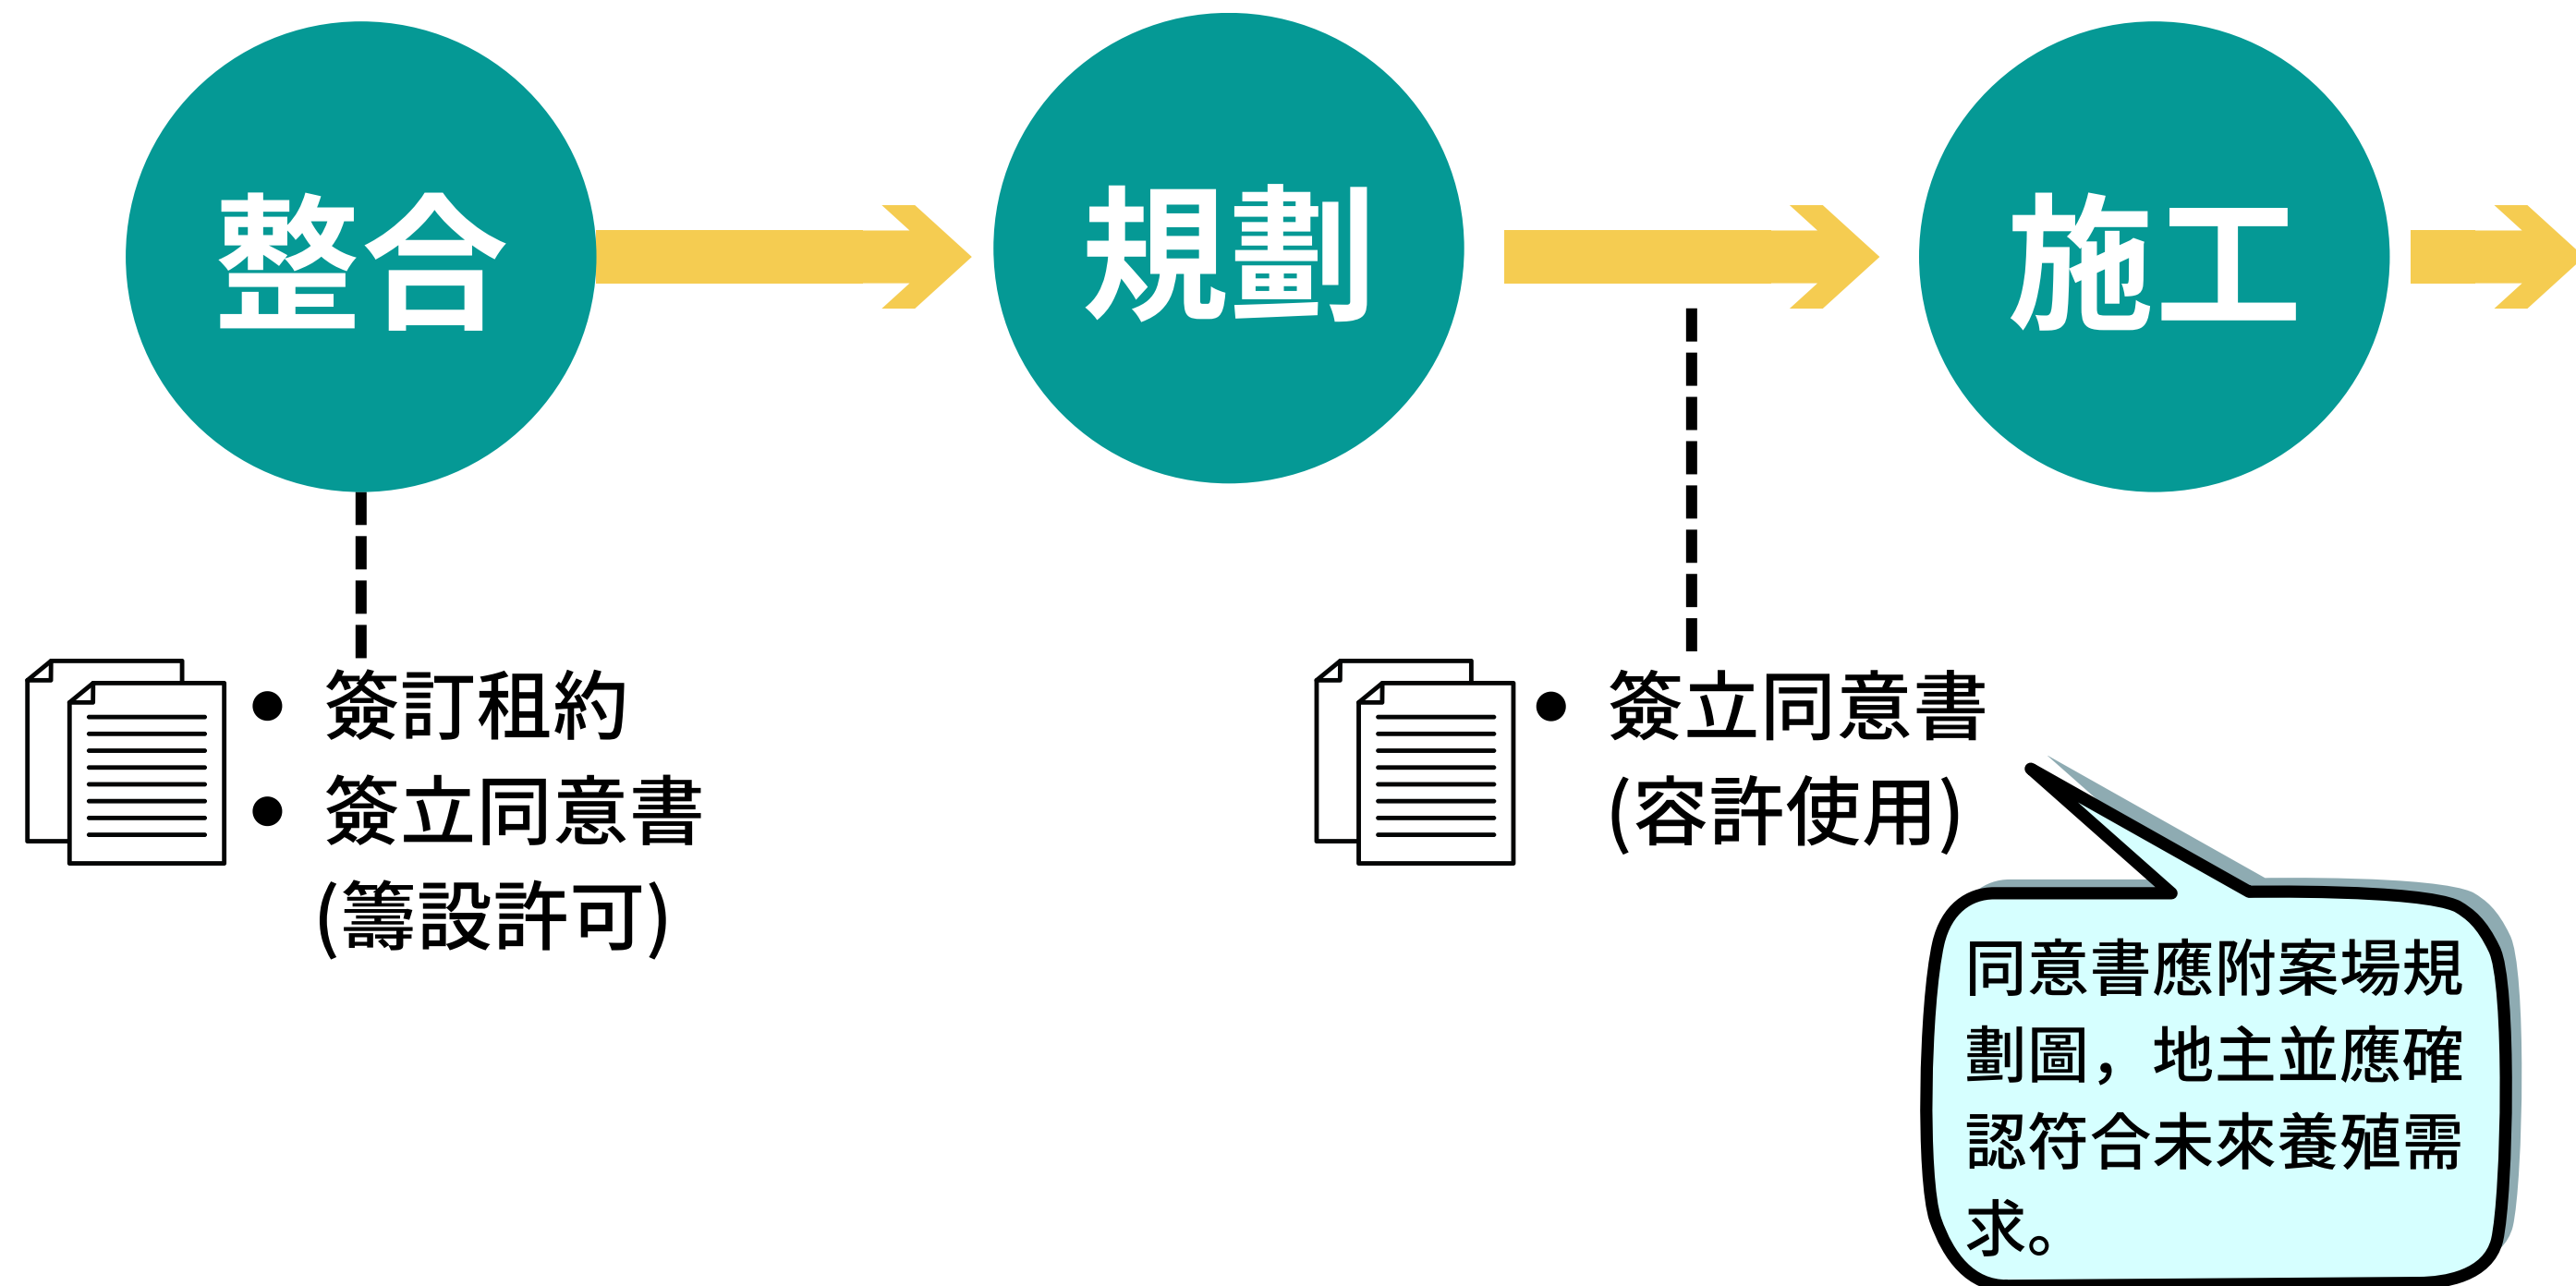 整合
規劃
施工
• 簽訂租約
• 簽立同意書
(籌設許可)
• 簽立同意書
(容許使用)
同意書應附案場規
劃圖，地主並應確
認符合未來養殖需
求。